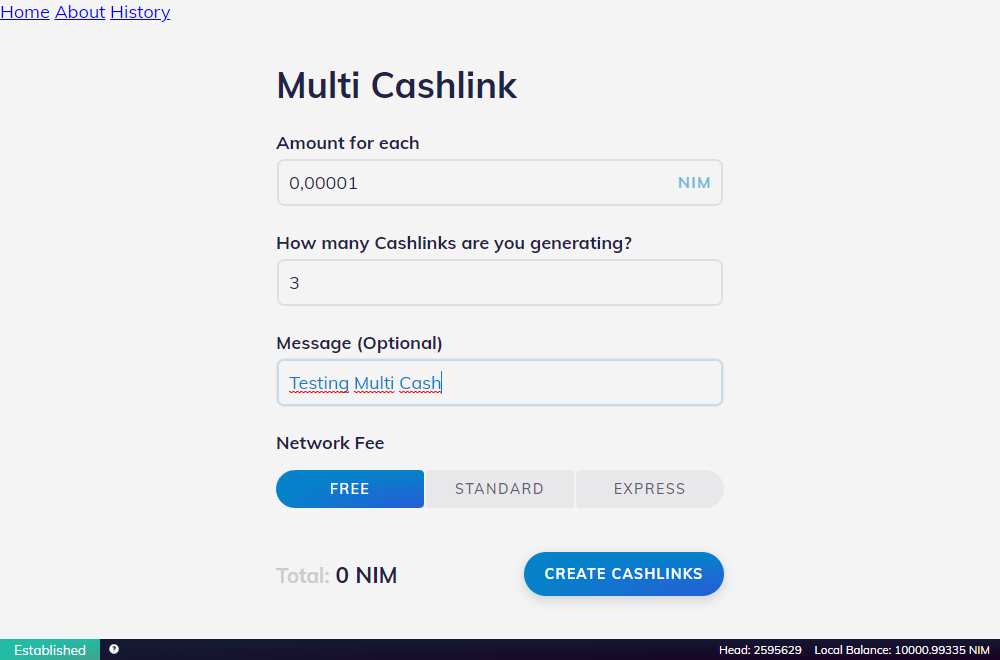 Home About History
Multi Cashlink
Amount for each
0,00001 NIM
How many Cashlinks are you generating?
3
Message (Optional)
Testing Multi Cash
Network Fee
FREE STANDARD EXPRESS
Total: 0 NIM CREATE CASHLINKS
Established ? Head: 2595629 Local Balance: 10000.99335 NIM